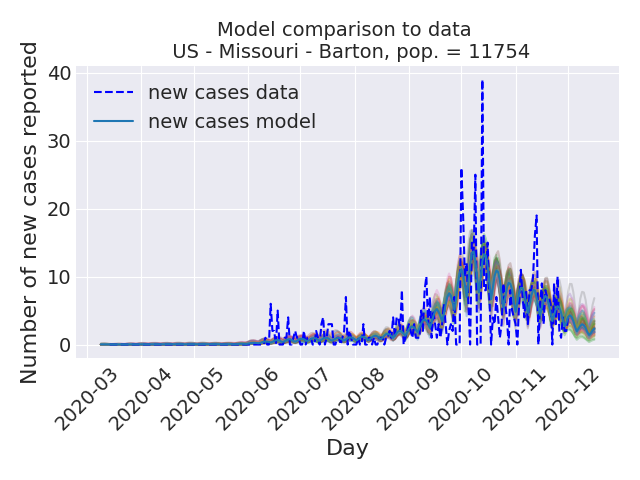 Model comparison to data
US - Missouri - Barton, pop. = 11754
Number of new cases reported
40
30
20
10
0
new cases data
new cases model
2020-03
2020-04
2020-05
2020-06
2020-07
2020-08
2020-09
2020-10
2020-11
2020-12
Day